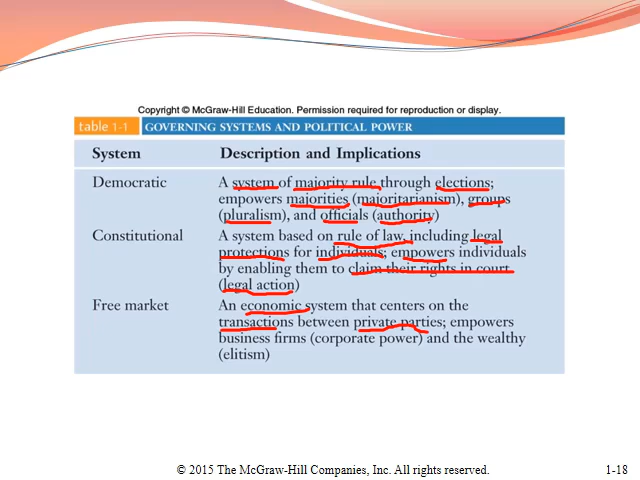 Copyright © McGraw-Hill Education. Permission required for reproduction or display.
table 1-1 GOVERNING SYSTEMS AND POLITICAL POWER
System Description and Implications
Democratic A system of majority rule through elections;
empowers majorities (majoritarianism), groups
(pluralism), and officials (authority)
Constitutional A system based on rule of law, including legal
protections for individuals; empowers individuals
by enabling them to claim their rights in court
(legal action)
Free market An economic system that centers on the
transactions between private parties; empowers
business firms (corporate power) and the wealthy
(elitism)
© 2015 The McGraw-Hill Companies, Inc. All rights reserved. 1-18